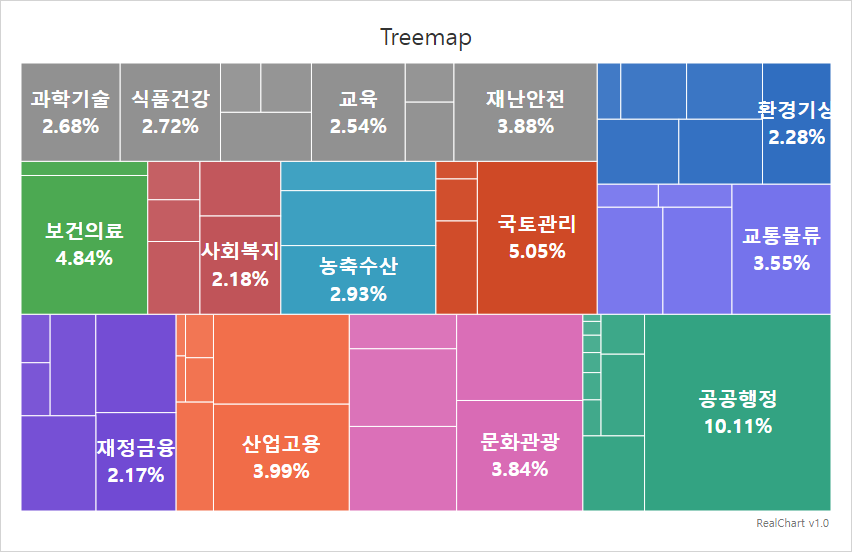 Treemap
과학기술
2.68%
식품건강
2.72%
교육
2.54%
재난안전
3.88%
환경기상
2.28%
보건의료
4.84%
사회복지
2.18%
농축수산
2.93%
국토관리
5.05%
교통물류
3.55%
재정금융
2.17%
산업고용
3.99%
문화관광
3.84%
공공행정
10.11%
RealChart v1.0